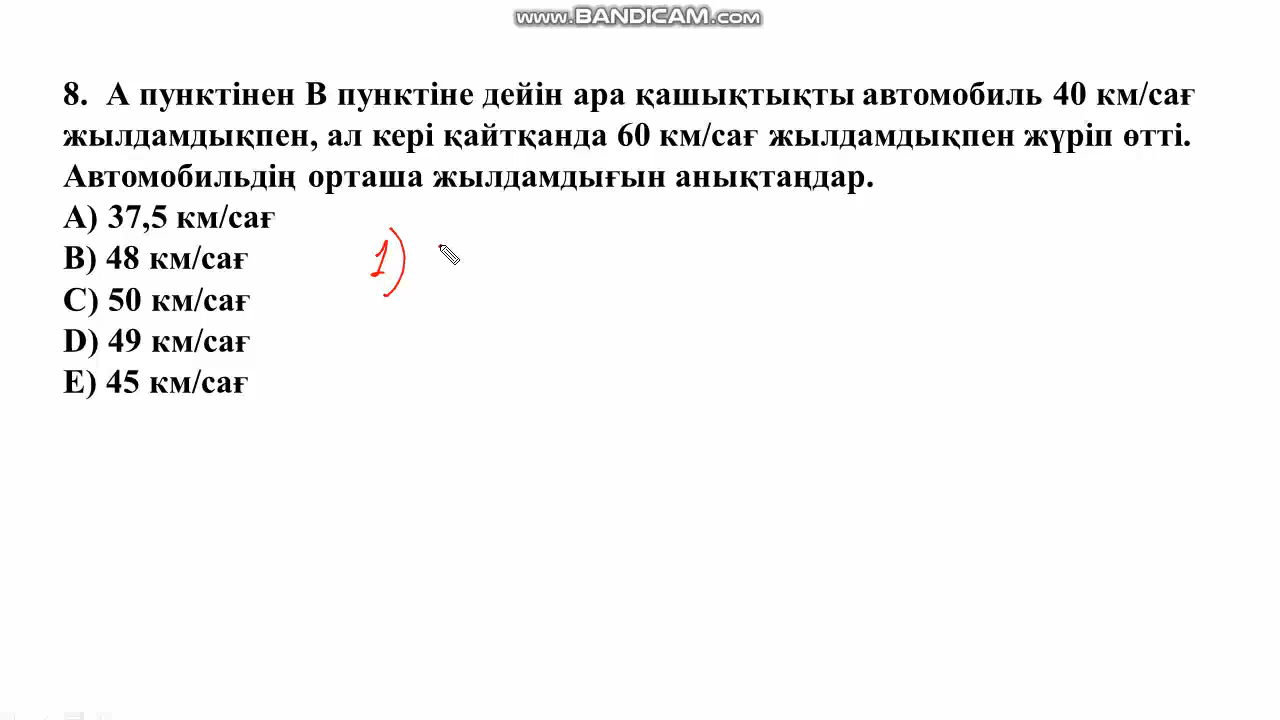 www.BANDICAM.com
8. А пунктінен В пунктіне дейін ара қашықтықты автомобиль 40 км/сағ
жылдамдықпен, ал кері қайтқанда 60 км/сағ жылдамдықпен жүріп өтті.
Автомобильдің орташа жылдамдығын анықтаңдар.
А) 37,5 км/сағ
В) 48 км/сағ
1)
С) 50 км/сағ
D) 49 км/сағ
Е) 45 км/сағ